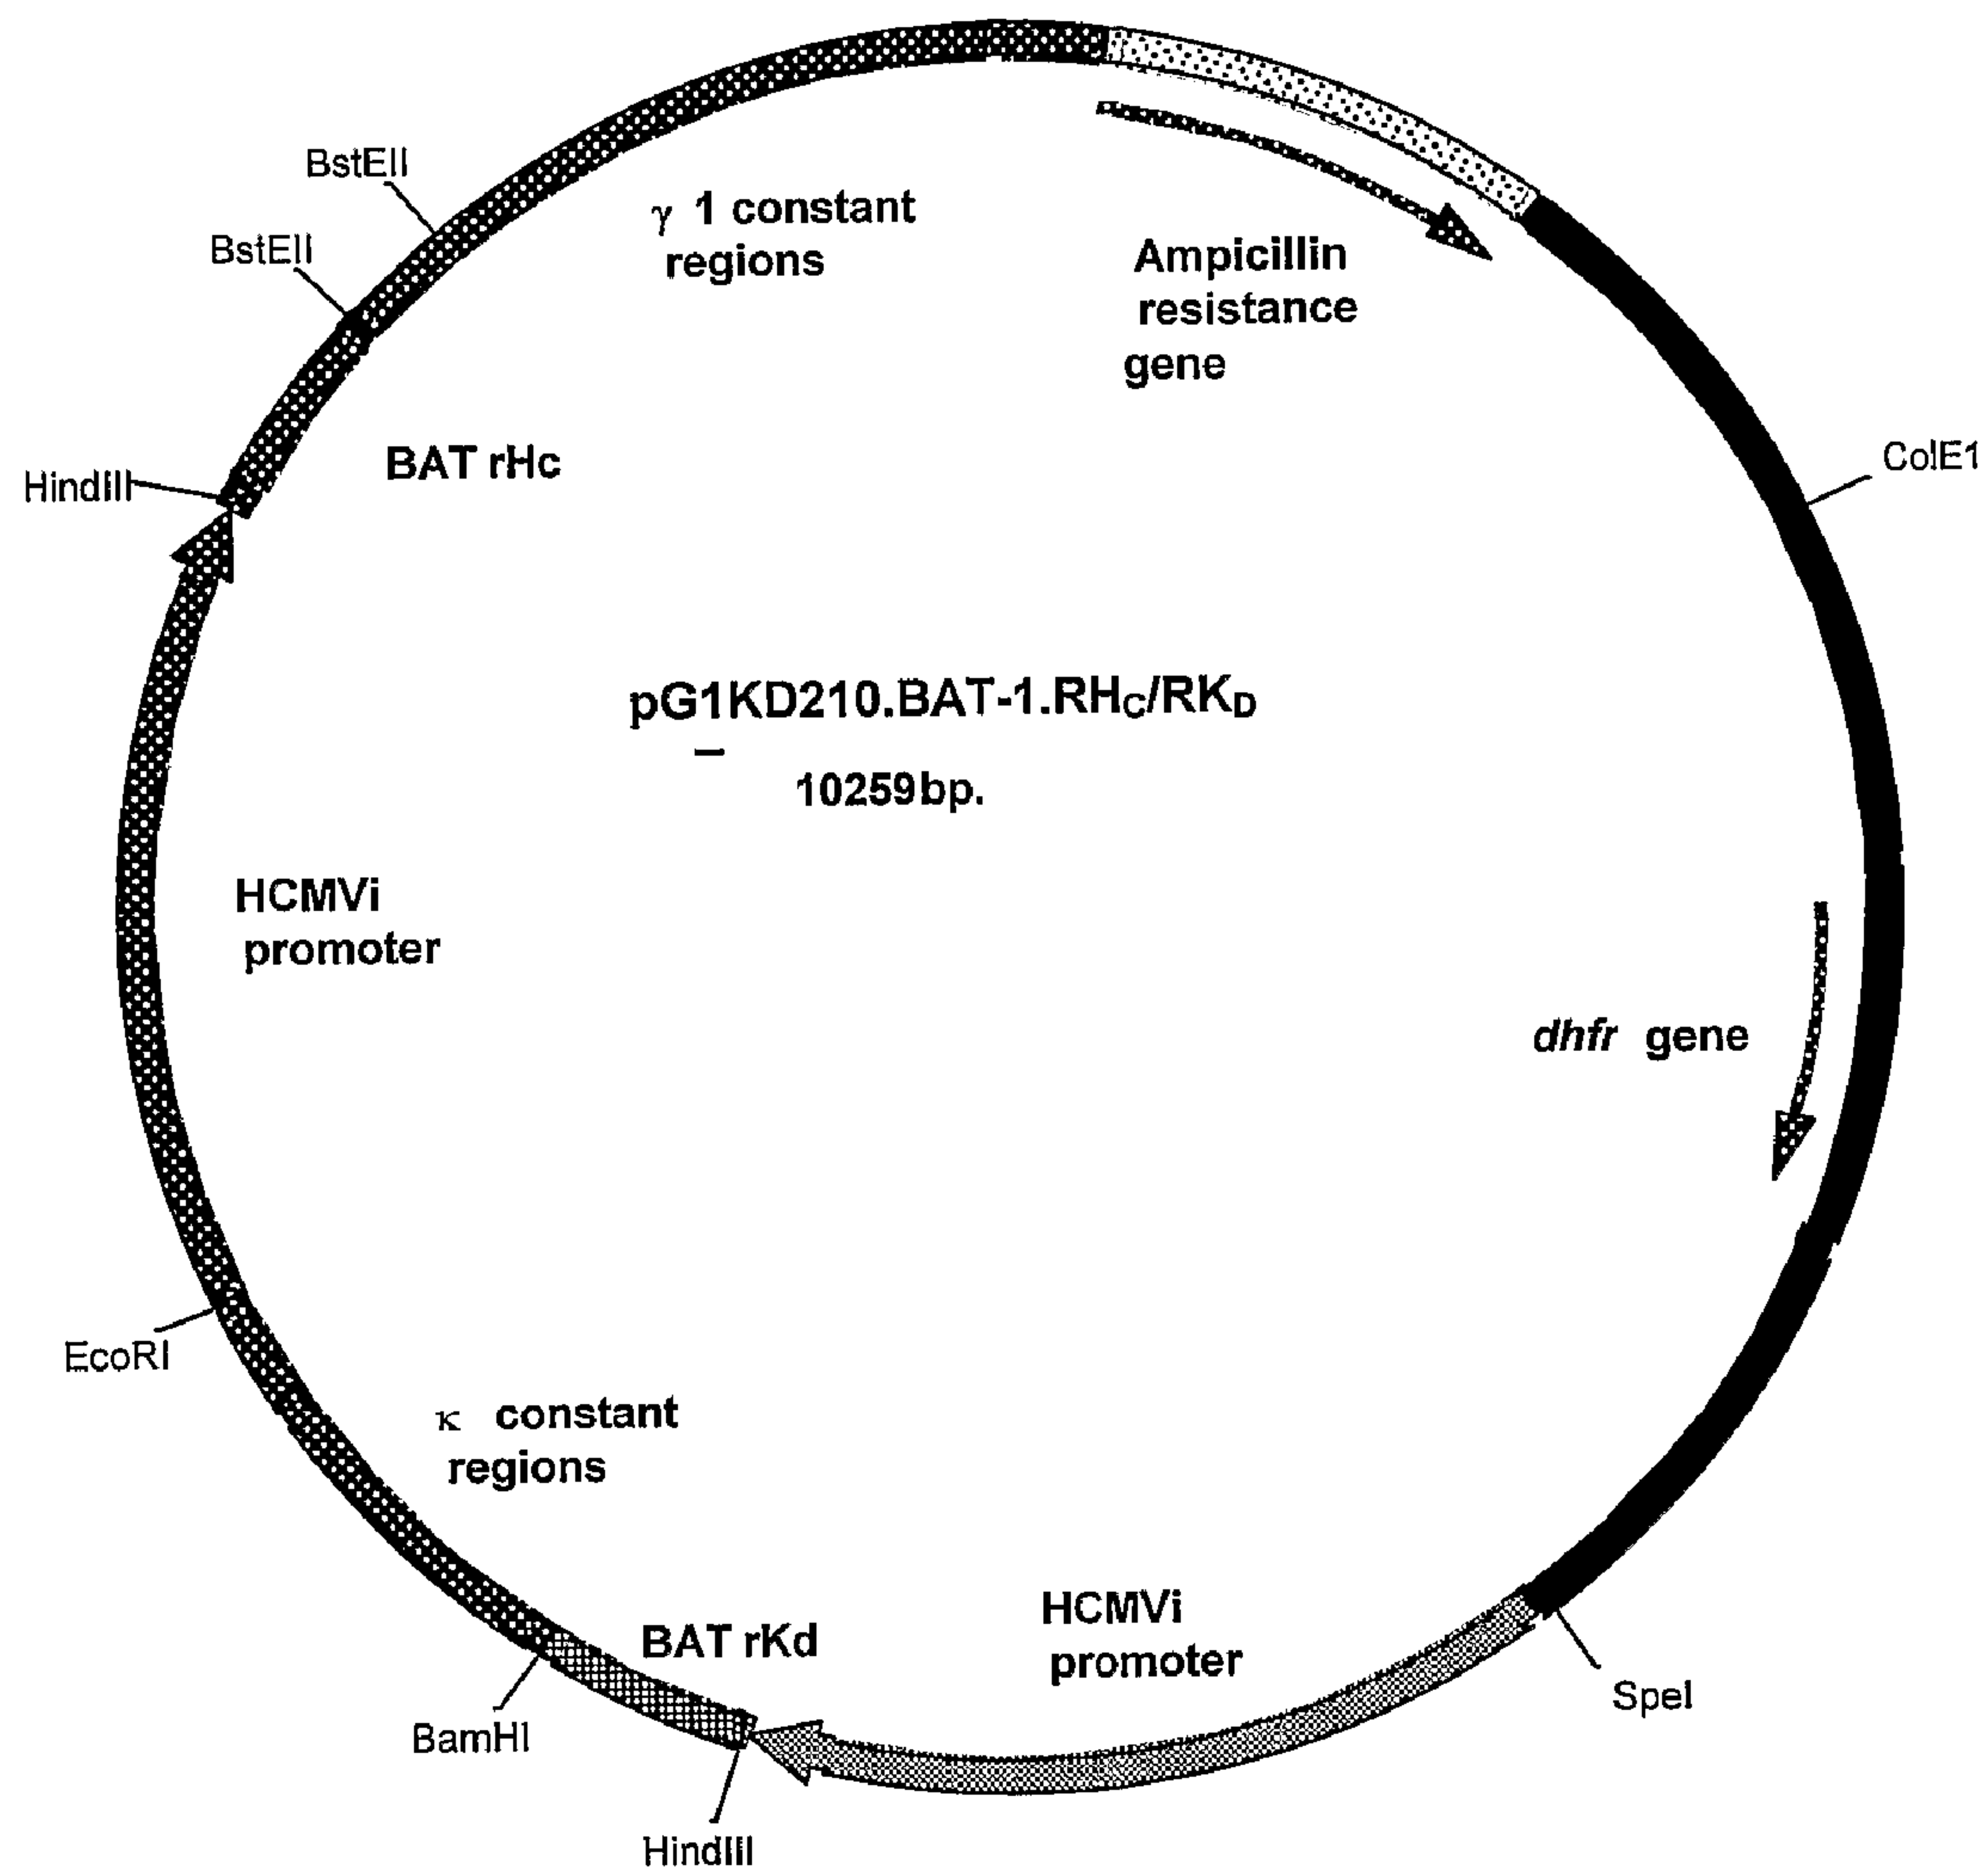 BstEII
γ 1 constant
regions
BstEII
Ampicillin
resistance
gene
ColE1
BAT rHc
HindIII
pG1KD210.BAT-1.RHC/RKD
10259bp.
HCMVi
promoter
dhfr gene
EcoRI
κ constant
regions
HCMVi
promoter
BAT rKd
SpeI
BamHI
HindIII